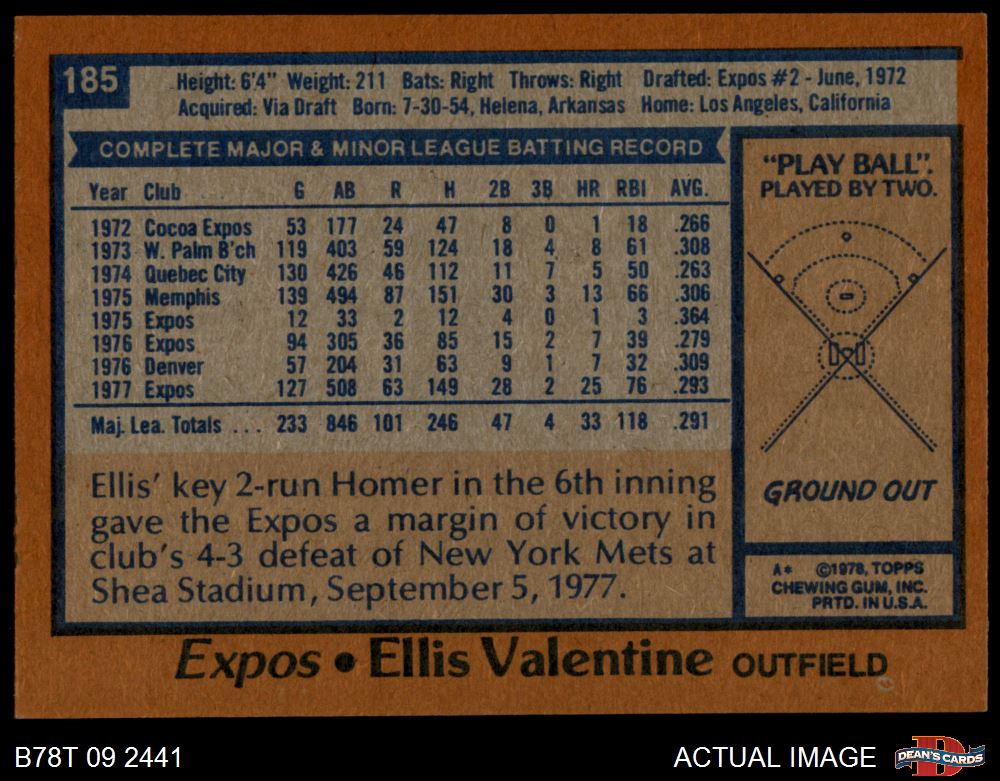 185
Height: 6'4" Weight: 211 Bats: Right Throws: Right Drafted: Expos #2 - June, 1972
Acquired: Via Draft Born: 7-30-54, Helena, Arkansas Home: Los Angeles, California
COMPLETE MAJOR & MINOR LEAGUE BATTING RECORD
Year Club G AB R H 2B 3B HR RBI AVG.
1972 Cocoa Expos 53 177 24 47 8 0 1 18 .266
1973 W. Palm B'ch 119 403 59 124 18 4 8 61 .308
1974 Quebec City 130 426 46 112 11 7 5 50 .263
1975 Memphis 139 494 87 151 30 3 13 66 .306
1975 Expos 12 33 2 12 4 0 1 3 .364
1976 Expos 94 305 36 85 15 2 7 39 .279
1976 Denver 57 204 31 63 9 1 7 32 .309
1977 Expos 127 508 63 149 28 2 25 76 .293
Maj. Lea. Totals ... 233 846 101 246 47 4 33 118 .291
Ellis' key 2-run Homer in the 6th inning
gave the Expos a margin of victory in
club's 4-3 defeat of New York Mets at
Shea Stadium, September 5, 1977.
"PLAY BALL".
PLAYED BY TWO.
GROUND OUT
A* ©1978, TOPPS
CHEWING GUM, INC.
PRTD. IN U.S.A.
Expos • Ellis Valentine OUTFIELD
B78T 09 2441
ACTUAL IMAGE
D
DEAN'S CARDS